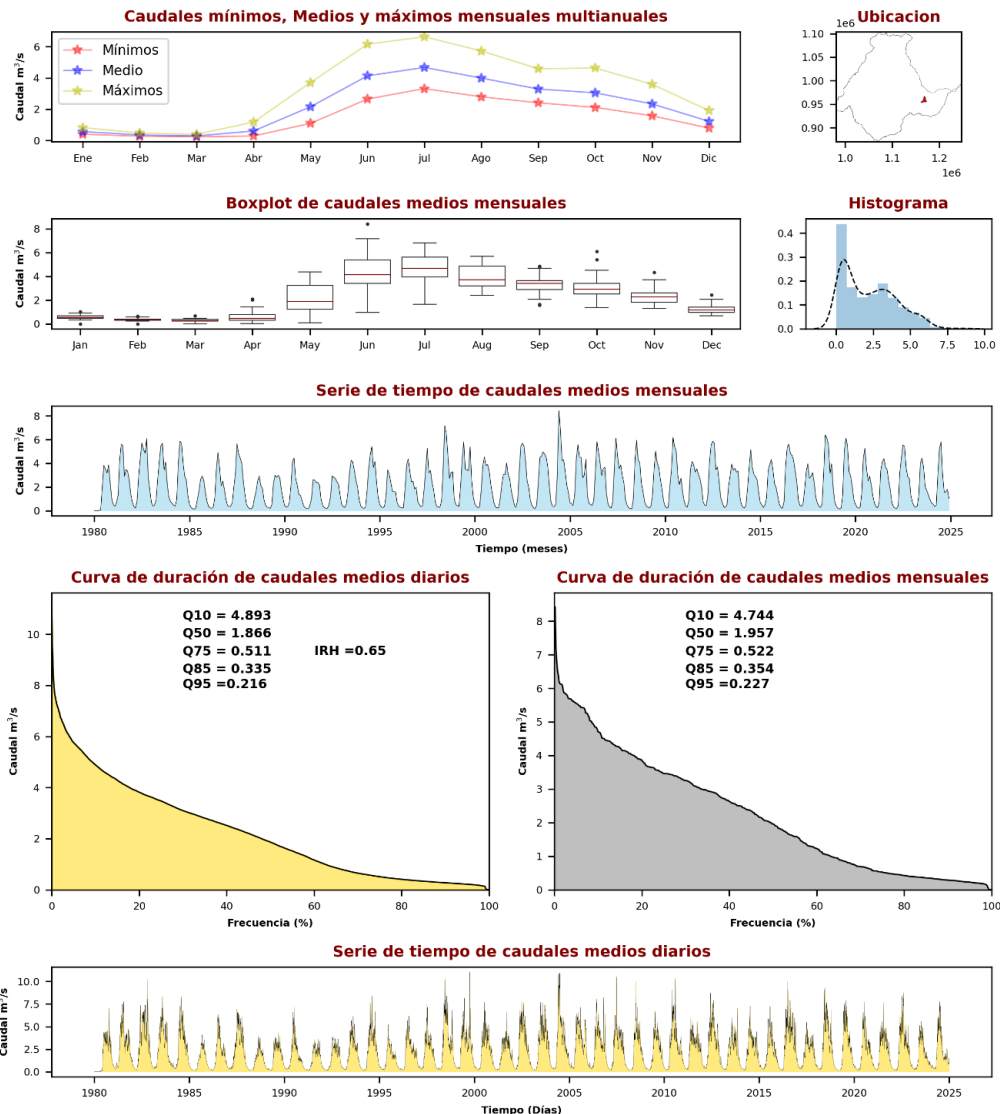 Caudales mínimos, Medios y máximos mensuales multianuales
Caudal m³/s
6
4
2
0
Mínimos
Medio
Máximos
Ene Feb Mar Abr May Jun jul Ago Sep Oct Nov Dic
Ubicacion
1e6
1.10
1.05
1.00
0.95
0.90
1.0 1.1 1.2
1e6
Boxplot de caudales medios mensuales
Caudal m³/s
8
6
4
2
0
Jan Feb Mar Apr May Jun Jul Aug Sep Oct Nov Dec
Histograma
0.4
0.3
0.2
0.1
0.0
0.0 2.5 5.0 7.5 10.0
Serie de tiempo de caudales medios mensuales
Caudal m³/s
8
6
4
2
0
1980 1985 1990 1995 2000 2005 2010 2015 2020 2025
Tiempo (meses)
Curva de duración de caudales medios diarios
Caudal m³/s
10
8
6
4
2
0
Q10 = 4.893
Q50 = 1.866
Q75 = 0.511 IRH =0.65
Q85 = 0.335
Q95 =0.216
0 20 40 60 80 100
Frecuencia (%)
Curva de duración de caudales medios mensuales
Caudal m³/s
8
7
6
5
4
3
2
1
0
Q10 = 4.744
Q50 = 1.957
Q75 = 0.522
Q85 = 0.354
Q95 =0.227
0 20 40 60 80 100
Frecuencia (%)
Serie de tiempo de caudales medios diarios
Caudal m³/s
10.0
7.5
5.0
2.5
0.0
1980 1985 1990 1995 2000 2005 2010 2015 2020 2025
Tiempo (Días)